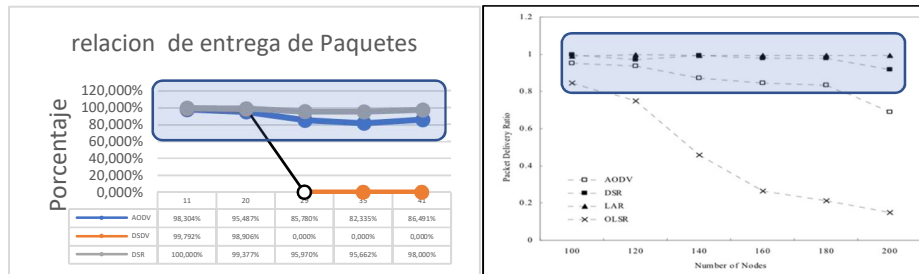 relacion de entrega de Paquetes
Porcentaje
120,000%
100,000%
80,000%
60,000%
40,000%
20,000%
0,000%
11 20 29 35 41
AODV 98,304% 95,487% 85,780% 82,335% 86,491%
DSDV 99,792% 98,906% 0,000% 0,000% 0,000%
DSR 100,000% 99,377% 95,970% 95,662% 98,000%
Packet Delivery Ratio
1.2
1
0.8
0.6
0.4
0.2
0
AODV
DSR
LAR
OLSR
100 120 140 160 180 200
Number of Nodes